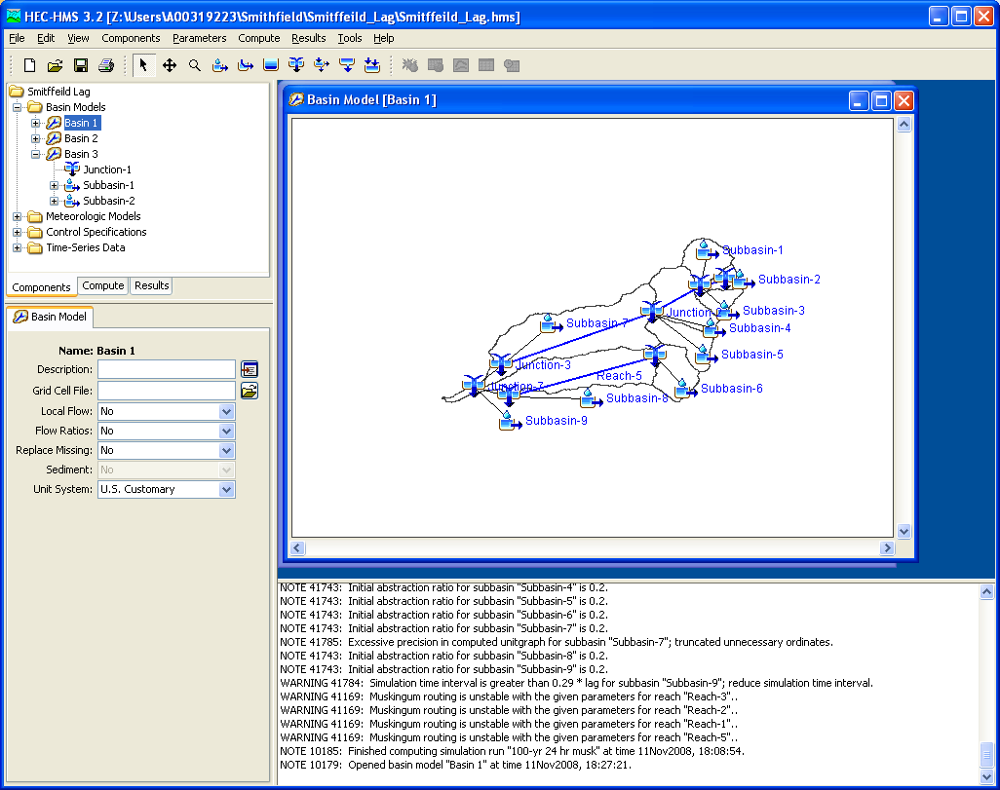 HEC-HMS 3.2 [Z:\Users\A00319223\Smithfield\Smitffeild_Lag\Smitffeild_Lag.hms]
File Edit View Components Parameters Compute Results Tools Help
Smitffeild Lag
Basin Models
Basin 1
Basin 2
Basin 3
Junction-1
Subbasin-1
Subbasin-2
Meteorologic Models
Control Specifications
Time-Series Data
Components Compute Results
Basin Model
Name: Basin 1
Description:
Grid Cell File:
Local Flow: No
Flow Ratios: No
Replace Missing: No
Sediment: No
Unit System: U.S. Customary
Basin Model [Basin 1]
Subbasin-1
Subbasin-2
Subbasin-3
Junction-
Subbasin-4
Subbasin-7
Subbasin-5
Junction-3
Reach-5
Junction-7
Subbasin-6
Subbasin-8
Subbasin-9
NOTE 41743: Initial abstraction ratio for subbasin "Subbasin-4" is 0.2.
NOTE 41743: Initial abstraction ratio for subbasin "Subbasin-5" is 0.2.
NOTE 41743: Initial abstraction ratio for subbasin "Subbasin-6" is 0.2.
NOTE 41743: Initial abstraction ratio for subbasin "Subbasin-7" is 0.2.
NOTE 41785: Excessive precision in computed unitgraph for subbasin "Subbasin-7"; truncated unnecessary ordinates.
NOTE 41743: Initial abstraction ratio for subbasin "Subbasin-8" is 0.2.
NOTE 41743: Initial abstraction ratio for subbasin "Subbasin-9" is 0.2.
WARNING 41784: Simulation time interval is greater than 0.29 * lag for subbasin "Subbasin-9"; reduce simulation time interval.
WARNING 41169: Muskingum routing is unstable with the given parameters for reach "Reach-3"..
WARNING 41169: Muskingum routing is unstable with the given parameters for reach "Reach-2"..
WARNING 41169: Muskingum routing is unstable with the given parameters for reach "Reach-1"..
WARNING 41169: Muskingum routing is unstable with the given parameters for reach "Reach-5"..
NOTE 10185: Finished computing simulation run "100-yr 24 hr musk" at time 11Nov2008, 18:08:54.
NOTE 10179: Opened basin model "Basin 1" at time 11Nov2008, 18:27:21.